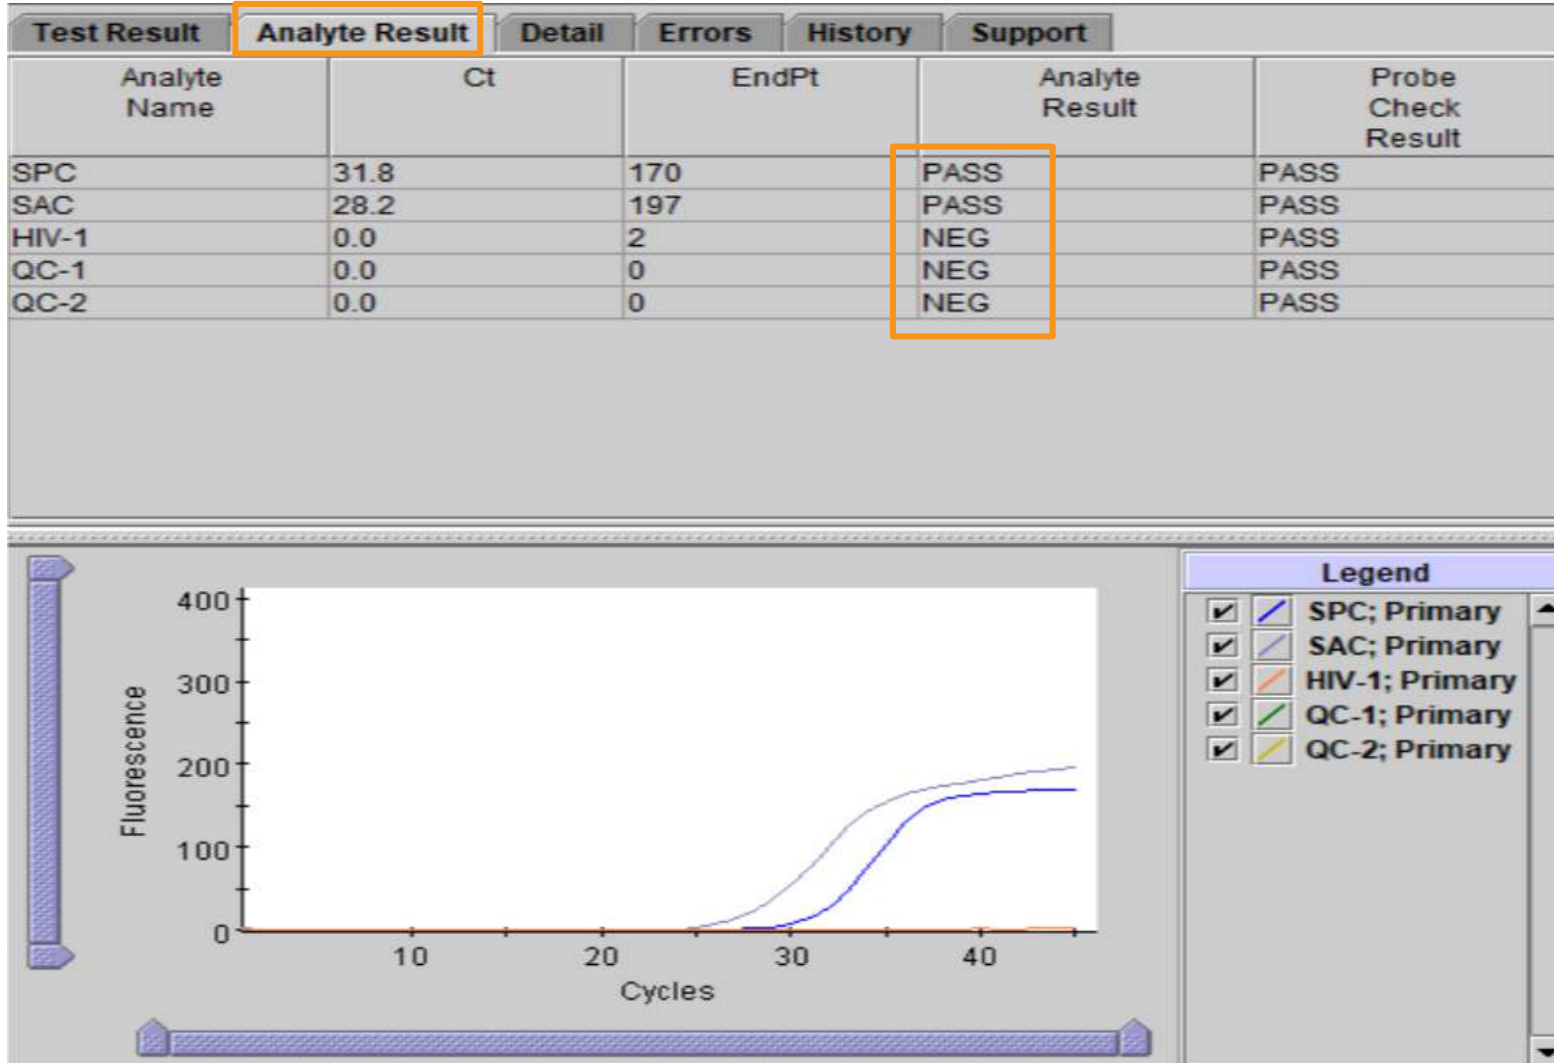 Test Result Analyte Result Detail Errors History Support
Analyte Name Ct EndPt Analyte Result Probe Check Result
SPC 31.8 170 PASS PASS
SAC 28.2 197 PASS PASS
HIV-1 0.0 2 NEG PASS
QC-1 0.0 0 NEG PASS
QC-2 0.0 0 NEG PASS
400
300
200
100
0
Fluorescence
10 20 30 40
Cycles
Legend
SPC; Primary
SAC; Primary
HIV-1; Primary
QC-1; Primary
QC-2; Primary